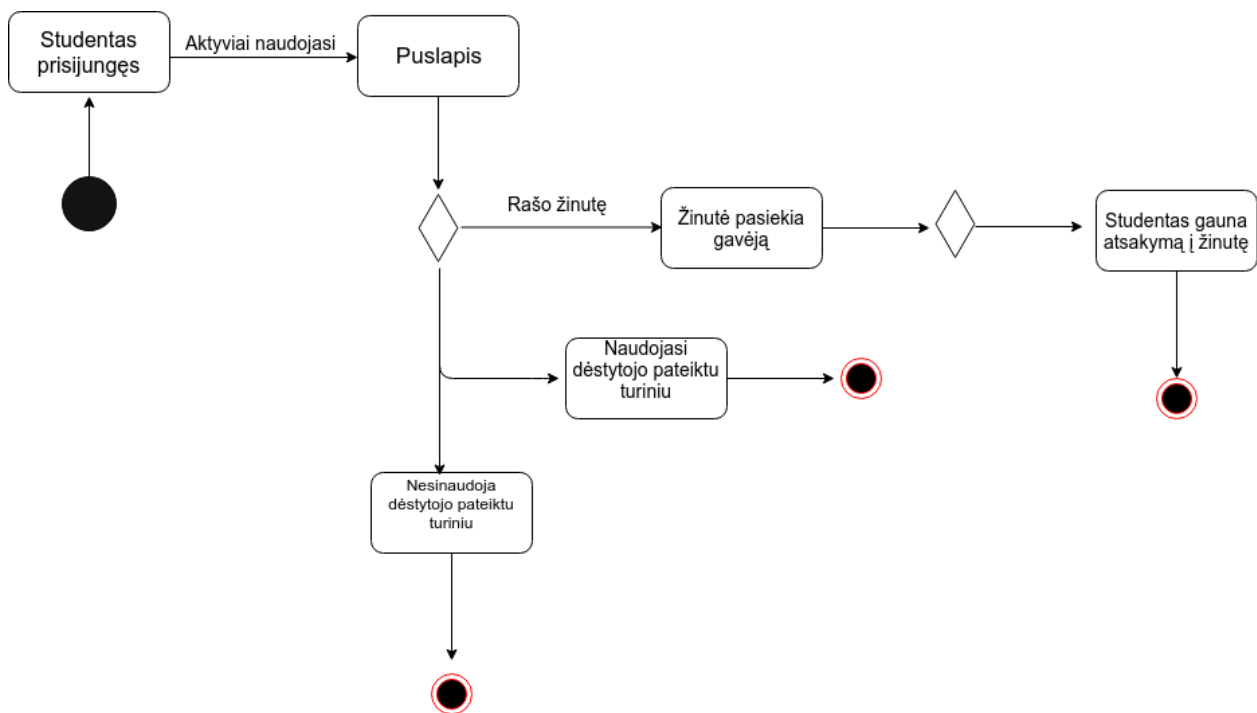 Studentas
prisijungęs
Aktyviai naudojasi
Puslapis
Rašo žinutę
Žinutė pasiekia
gavėją
Studentas gauna
atsakymą į žinutę
Naudojasi
dėstytojo pateiktu
turiniu
Nesinaudoja
dėstytojo pateiktu
turiniu